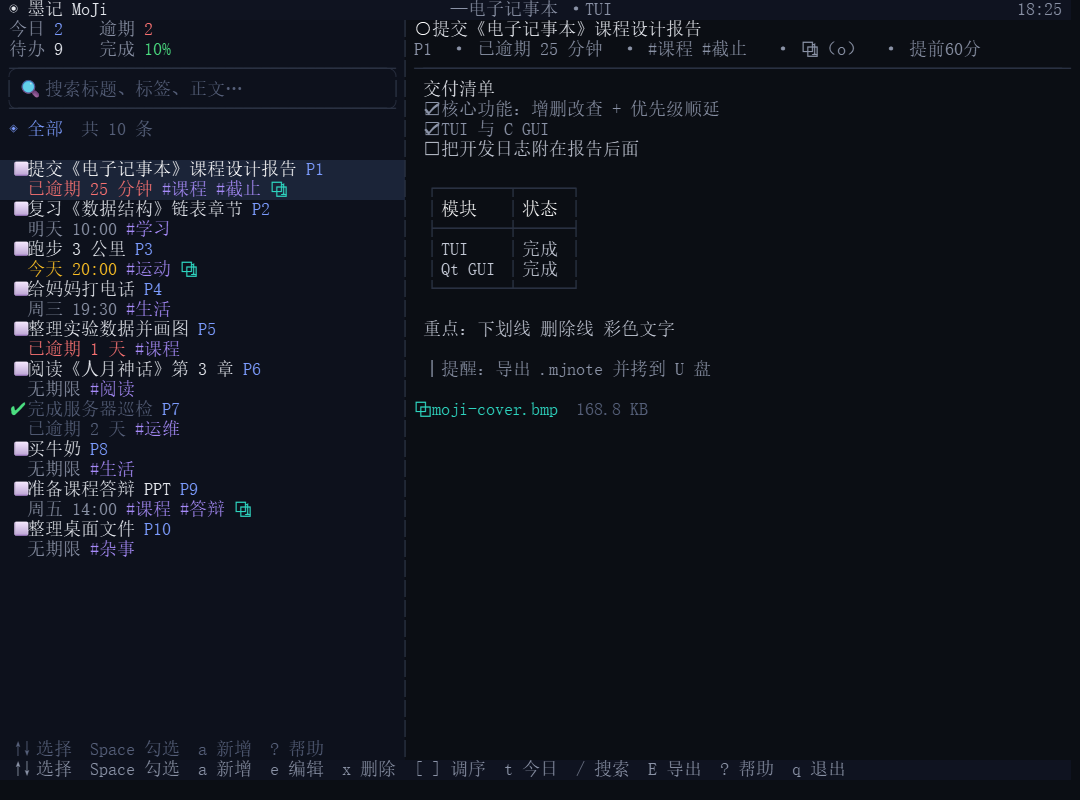 墨记 MoJi
—电子记事本 •TUI
18:25
今日 2 逾期 2
待办 9 完成 10%
搜索标题、标签、正文…
全部 共 10 条
提交《电子记事本》课程设计报告 P1
已逾期 25 分钟 #课程 #截止
复习《数据结构》链表章节 P2
明天 10:00 #学习
跑步 3 公里 P3
今天 20:00 #运动
给妈妈打电话 P4
周三 19:30 #生活
整理实验数据并画图 P5
已逾期 1 天 #课程
阅读《人月神话》第 3 章 P6
无期限 #阅读
✔完成服务器巡检 P7
已逾期 2 天 #运维
买牛奶 P8
无期限 #生活
准备课程答辩 PPT P9
周五 14:00 #课程 #答辩
整理桌面文件 P10
无期限 #杂事
↑↓ 选择 Space 勾选 a 新增 ? 帮助
○提交《电子记事本》课程设计报告
P1 • 已逾期 25 分钟 • #课程 #截止 • (o) • 提前60分
交付清单
☑核心功能: 增删改查 + 优先级顺延
☑TUI 与 C GUI
☐把开发日志附在报告后面
模块 状态
TUI 完成
Qt GUI 完成
重点: 下划线 删除线 彩色文字
提醒: 导出 .mjnote 并拷到 U 盘
moji-cover.bmp 168.8 KB
↑↓ 选择 Space 勾选 a 新增 e 编辑 x 删除 [ ] 调序 t 今日 / 搜索 E 导出 ? 帮助 q 退出